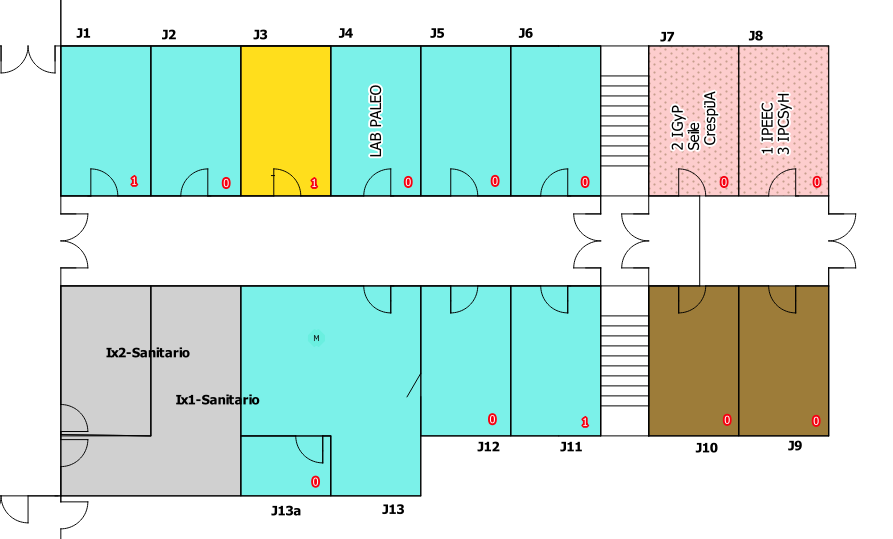 J1
J2
J3
J4
J5
J6
J7
J8
LAB PALEO
2 IGyP
Seile
CrespiJA
1 IPEEC
3 IPCSyH
1
0
1
0
0
0
0
0
M
Ix2-Sanitario
Ix1-Sanitario
0
1
0
0
J12
J11
J10
J9
0
J13a
J13